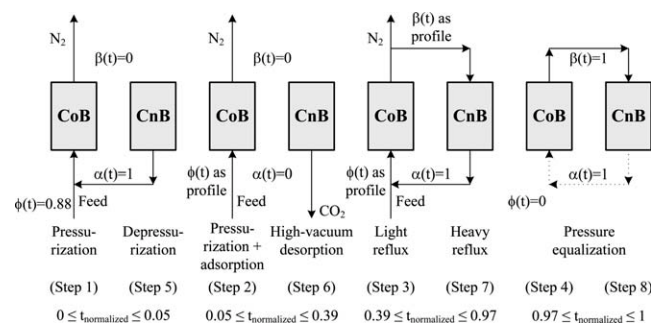 N2 β(t)=0 N2 β(t)=0 N2 β(t) as profile β(t)=1
CoB CnB CoB CnB CoB CnB CoB CnB
α(t)=1 ϕ(t) as profile α(t)=0 ϕ(t) as profile α(t)=1 α(t)=1
ϕ(t)=0.88 Feed Feed CO2 Feed ϕ(t)=0
Pressu- Depressu- Pressu- High-vacuum Light Heavy Pressure
rization rization rization + desorption reflux reflux equalization
adsorption
(Step 1) (Step 5) (Step 2) (Step 6) (Step 3) (Step 7) (Step 4) (Step 8)
0 ≤ tnormalized ≤ 0.05 0.05 ≤ tnormalized ≤ 0.39 0.39 ≤ tnormalized ≤ 0.97 0.97 ≤ tnormalized ≤ 1